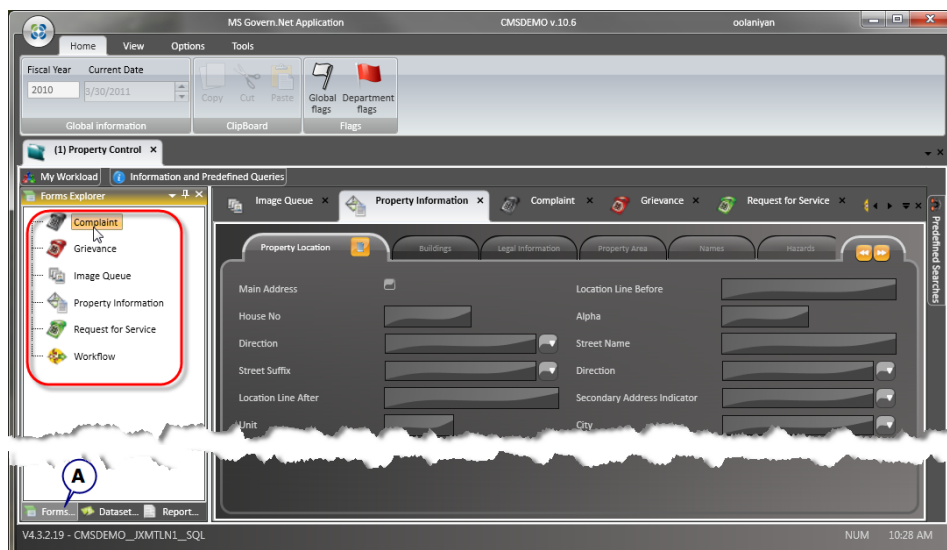 MS Govern.Net Application CMSDEMO v.10.6 oolaniyan
Home View Options Tools
Fiscal Year Current Date
2010 3/30/2011
Copy Cut Paste Global flags Department flags
Global information ClipBoard Flags
(1) Property Control
My Workload Information and Predefined Queries
Forms Explorer
Image Queue Property Information Complaint Grievance Request for Service
Predefined Searches
Complaint
Grievance
Image Queue
Property Information
Request for Service
Workflow
Property Location Buildings Legal Information Property Area Names Hazards
Main Address Location Line Before
House No Alpha
Direction Street Name
Street Suffix Direction
Location Line After Secondary Address Indicator
Unit City
A
Forms... Dataset... Report...
V4.3.2.19 - CMSDEMO__JXMTLN1__SQL NUM 10:28 AM